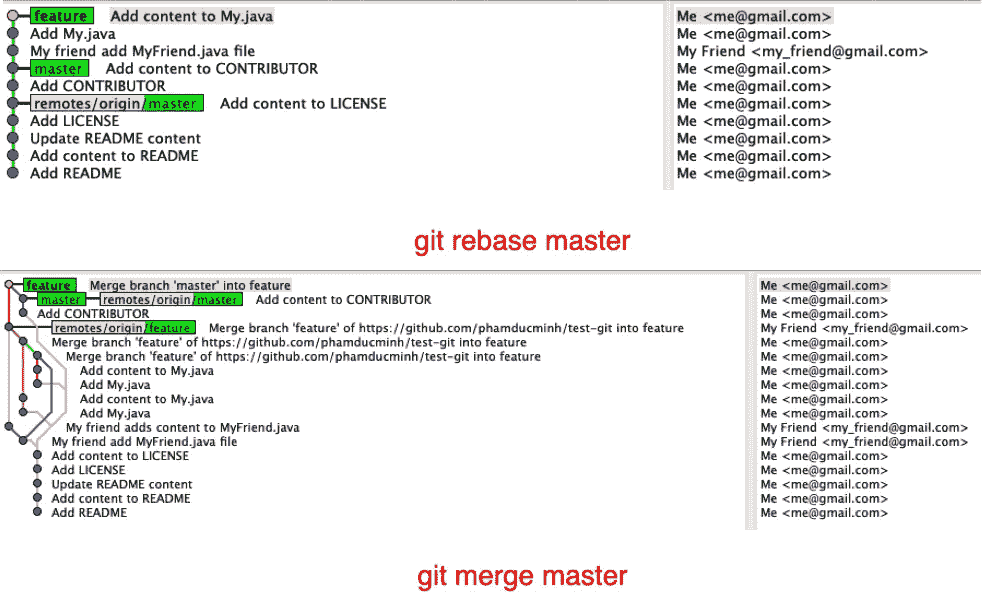 feature Add content to My.java Me <me@gmail.com>
Add My.java Me <me@gmail.com>
My friend add MyFriend.java file My Friend <my_friend@gmail.com>
master Add content to CONTRIBUTOR Me <me@gmail.com>
Add CONTRIBUTOR Me <me@gmail.com>
remotes/origin/master Add content to LICENSE Me <me@gmail.com>
Add LICENSE Me <me@gmail.com>
Update README content Me <me@gmail.com>
Add content to README Me <me@gmail.com>
Add README Me <me@gmail.com>
git rebase master
feature Merge branch 'master' into feature Me <me@gmail.com>
master remotes/origin/master Add content to CONTRIBUTOR Me <me@gmail.com>
Add CONTRIBUTOR Me <me@gmail.com>
remotes/origin/feature Merge branch 'feature' of https://github.com/phamducminh/test-git into feature My Friend <my_friend@gmail.com>
Merge branch 'feature' of https://github.com/phamducminh/test-git into feature Me <me@gmail.com>
Merge branch 'feature' of https://github.com/phamducminh/test-git into feature Me <me@gmail.com>
Add content to My.java Me <me@gmail.com>
Add My.java Me <me@gmail.com>
Add content to My.java Me <me@gmail.com>
Add My.java Me <me@gmail.com>
My friend adds content to MyFriend.java My Friend <my_friend@gmail.com>
My friend add MyFriend.java file My Friend <my_friend@gmail.com>
Add content to LICENSE Me <me@gmail.com>
Add LICENSE Me <me@gmail.com>
Update README content Me <me@gmail.com>
Add content to README Me <me@gmail.com>
Add README Me <me@gmail.com>
git merge master